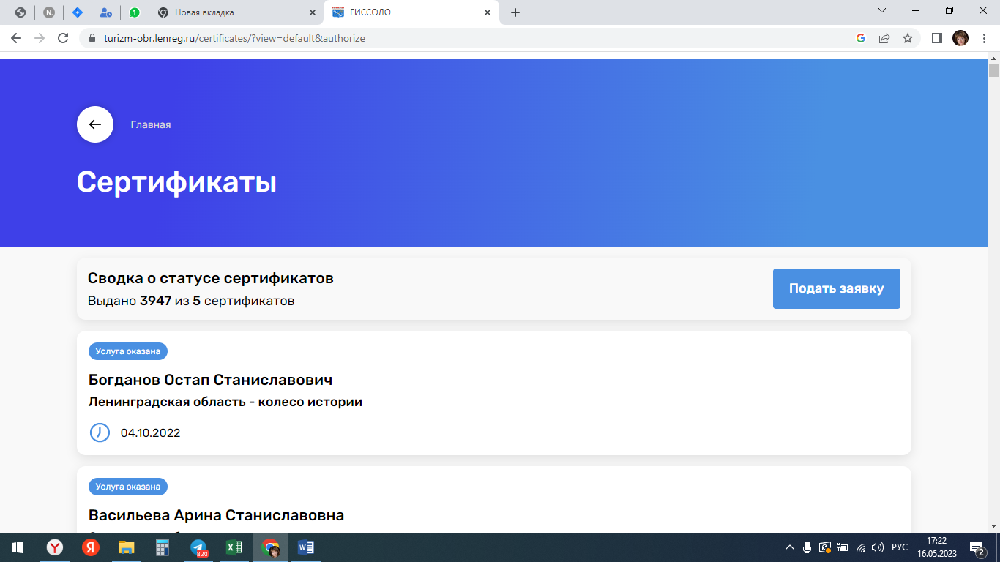 Новая вкладка
ГИССОЛО
turizm-obr.lenreg.ru/certificates/?view=default&authorize
Главная
Сертификаты
Сводка о статусе сертификатов
Выдано 3947 из 5 сертификатов
Подать заявку
Услуга оказана
Богданов Остап Станиславович
Ленинградская область - колесо истории
04.10.2022
Услуга оказана
Васильева Арина Станиславовна
820
РУС
17:22
16.05.2023
2